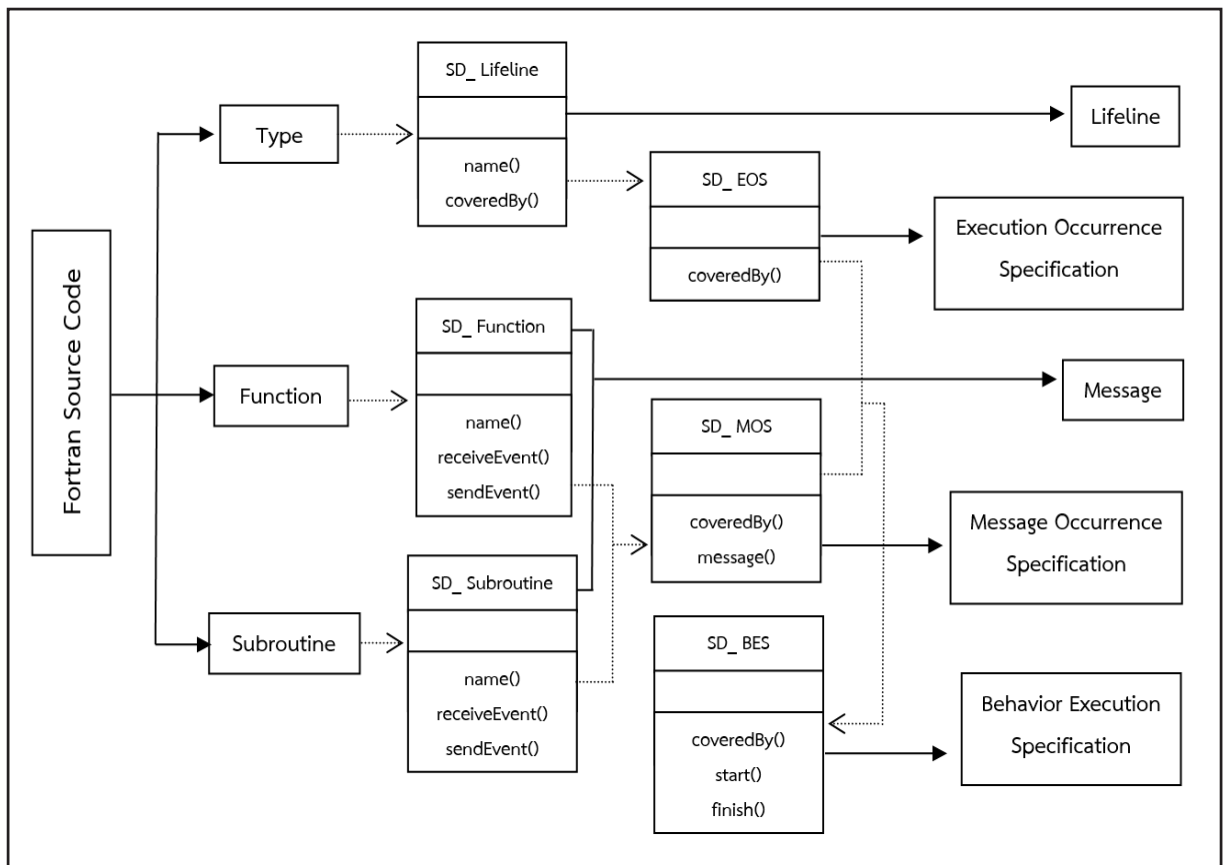 Fortran Source Code
Type
Function
Subroutine
SD_ Lifeline
name()
coveredBy()
SD_ Function
name()
receiveEvent()
sendEvent()
SD_ Subroutine
name()
receiveEvent()
sendEvent()
SD_ EOS
coveredBy()
SD_ MOS
coveredBy()
message()
SD_ BES
coveredBy()
start()
finish()
Lifeline
Execution Occurrence
Specification
Message
Message Occurrence
Specification
Behavior Execution
Specification